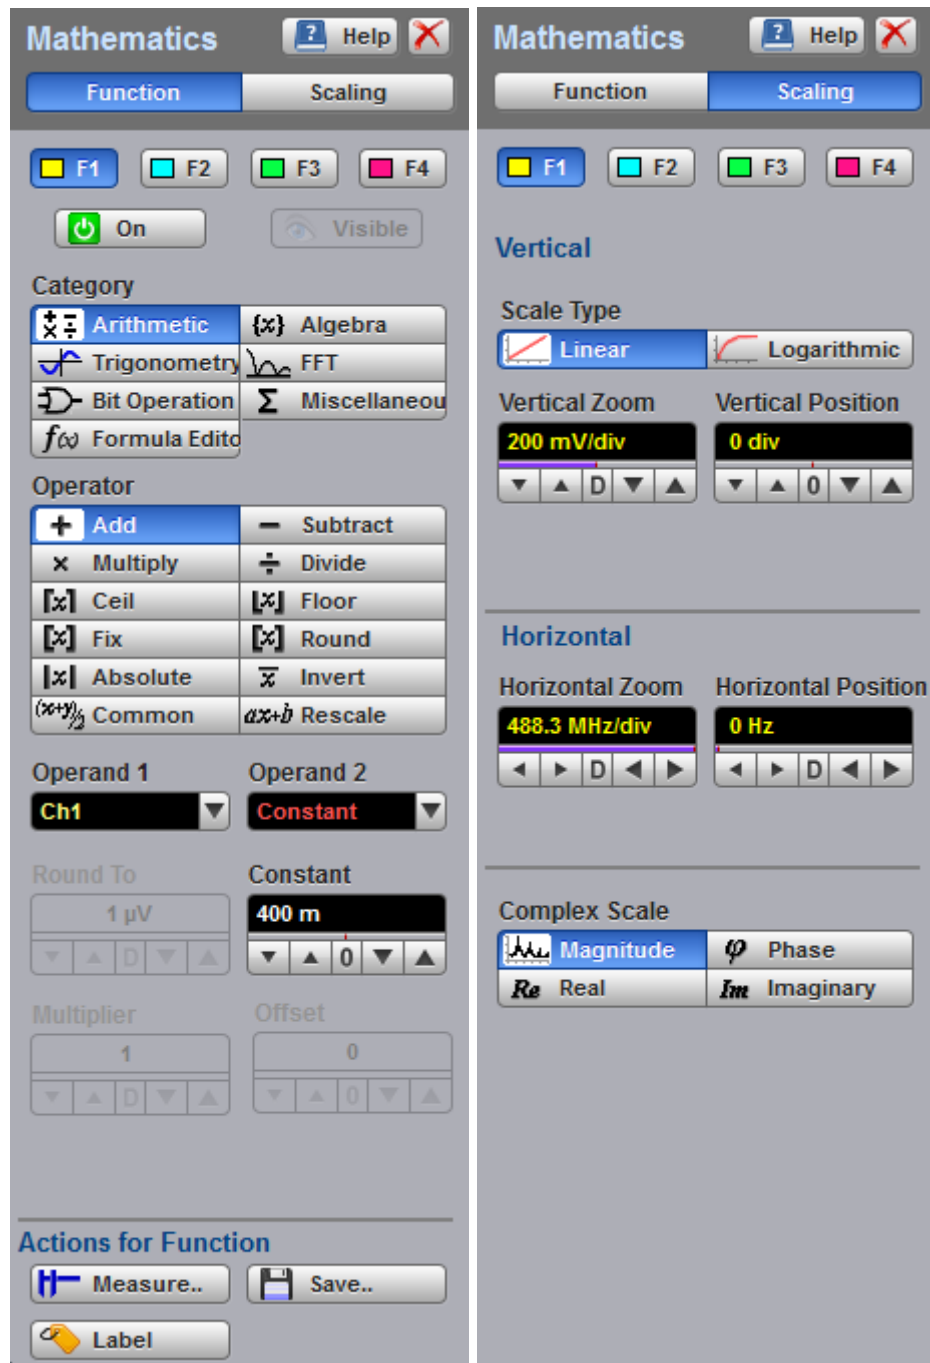 Mathematics Help
Function Scaling
F1 F2 F3 F4
On Visible
Category
Arithmetic {x} Algebra
Trigonometry FFT
Bit Operation Σ Miscellaneou
f(x) Formula Edito
Operator
+ Add − Subtract
× Multiply ÷ Divide
⌈x⌉ Ceil ⌊x⌋ Floor
[x] Fix [x] Round
|x| Absolute x̅ Invert
(x+y)/2 Common ax+b Rescale
Operand 1 Operand 2
Ch1 Constant
Round To Constant
1 µV 400 m
D 0
Multiplier Offset
1 0
D 0
Actions for Function
Measure.. Save..
Label
Mathematics Help
Function Scaling
F1 F2 F3 F4
Vertical
Scale Type
Linear Logarithmic
Vertical Zoom Vertical Position
200 mV/div 0 div
D 0
Horizontal
Horizontal Zoom Horizontal Position
488.3 MHz/div 0 Hz
D D
Complex Scale
Magnitude φ Phase
Re Real Im Imaginary